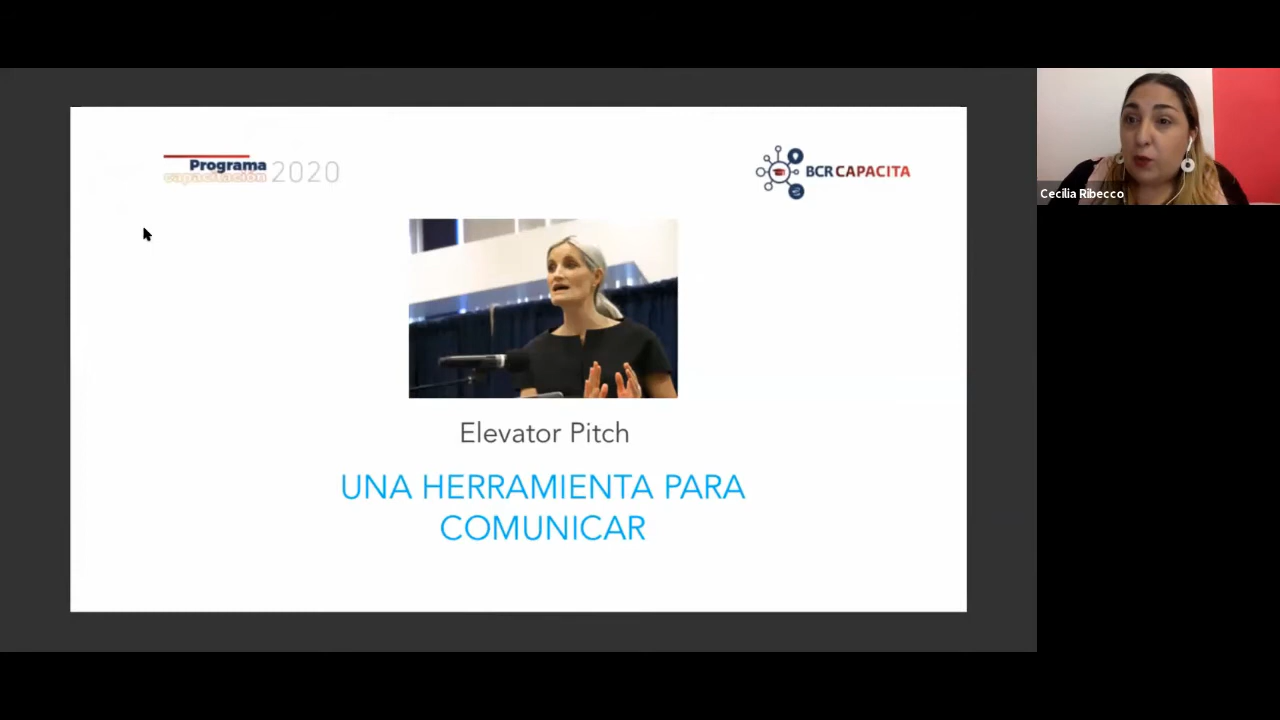 Programa
capacitación 2020
BCR CAPACITA
Cecilia Ribecco
Elevator Pitch
UNA HERRAMIENTA PARA
COMUNICAR